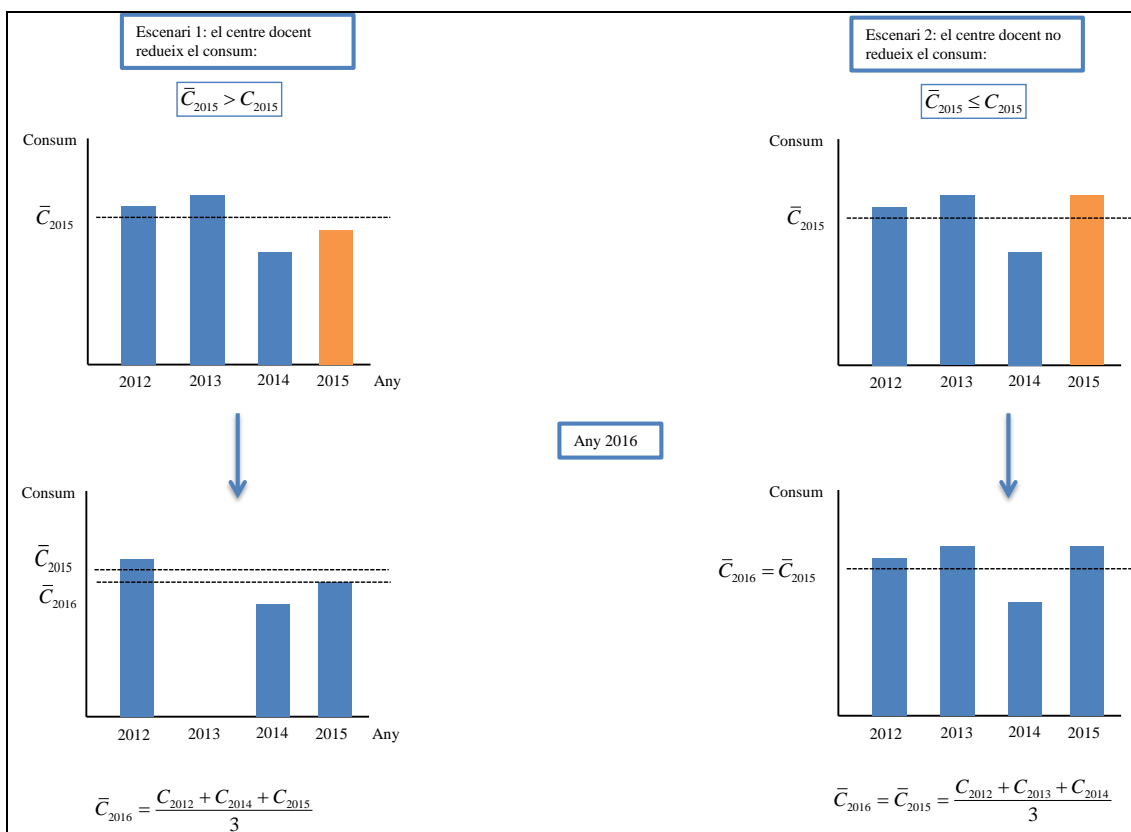 Escenari 1: el centre docent
redueix el consum:
C̅₂₀₁₅ > C₂₀₁₅
Consum
C̅₂₀₁₅
2012 2013 2014 2015 Any
Escenari 2: el centre docent no
redueix el consum:
C̅₂₀₁₅ ≤ C₂₀₁₅
Consum
C̅₂₀₁₅
2012 2013 2014 2015
Any 2016
Consum
C̅₂₀₁₅
C̅₂₀₁₆
2012 2013 2014 2015 Any
C̅₂₀₁₆ = (C₂₀₁₂ + C₂₀₁₄ + C₂₀₁₅) / 3
Consum
C̅₂₀₁₆ = C̅₂₀₁₅
2012 2013 2014 2015
C̅₂₀₁₆ = C̅₂₀₁₅ = (C₂₀₁₂ + C₂₀₁₃ + C₂₀₁₄) / 3